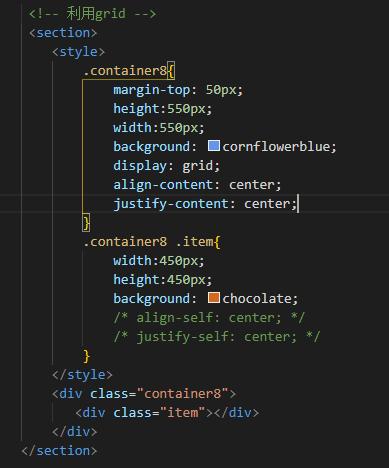 <!-- 利用grid -->
<section>
<style>
.container8{
margin-top: 50px;
height:550px;
width:550px;
background: cornflowerblue;
display: grid;
align-content: center;
justify-content: center;
}
.container8 .item{
width:450px;
height:450px;
background: chocolate;
/* align-self: center; */
/* justify-self: center; */
}
</style>
<div class="container8">
<div class="item"></div>
</div>
</section>